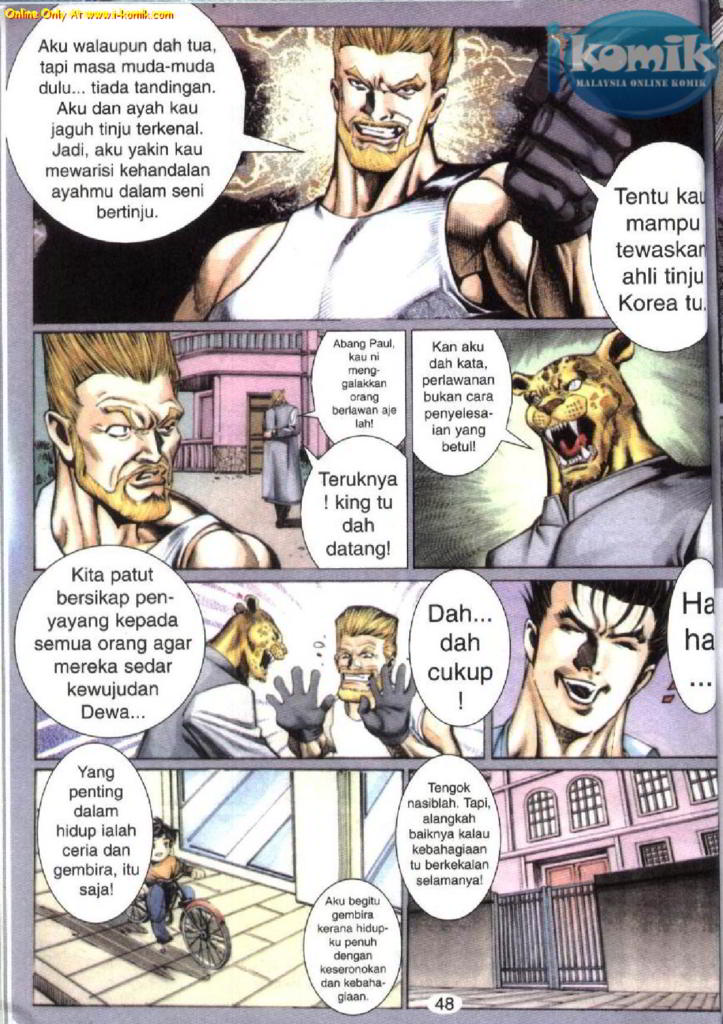 Online Only At www.i-komik.com
ikomik
MALAYSIA ONLINE KOMIK
Aku walaupun dah tua,
tapi masa muda-muda
dulu... tiada tandingan.
Aku dan ayah kau
jaguh tinju terkenal.
Jadi, aku yakin kau
mewarisi kehandalan
ayahmu dalam seni
bertinju.
Tentu kau
mampu
tewaskan
ahli tinju
Korea tu.
Abang Paul,
kau ni
meng-
galakkan
orang
berlawan aje
lah!
Teruknya
! king tu
dah
datang!
Kan aku
dah kata,
perlawanan
bukan cara
penyelesa-
ian yang
betul!
Kita patut
bersikap pen-
yayang kepada
semua orang agar
mereka sedar
kewujudan
Dewa...
Dah...
dah
cukup
!
Ha
ha
...
Yang
penting
dalam
hidup ialah
ceria dan
gembira, itu
saja!
Aku begitu
gembira
kerana hidup-
ku penuh
dengan
keseronokan
dan kebaha-
giaan.
Tengok
nasiblah. Tapi,
alangkah
baiknya kalau
kebahagiaan
tu berkekalan
selamanya!
48